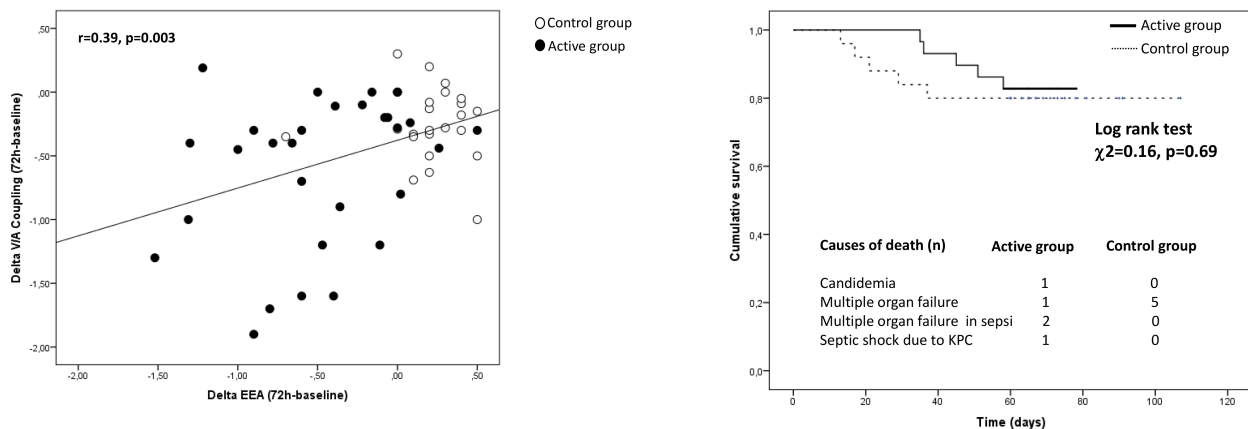 r=0.39, p=0.003
Control group
Active group
Delta V/A Coupling (72h-baseline)
,50
,00
-,50
-1,00
-1,50
-2,00
-2,00
-1,50
-1,00
-,50
,00
,50
Delta EEA (72h-baseline)
Active group
Control group
Cumulative survival
1,0
0,8
0,6
0,4
0,2
0,0
Log rank test
χ2=0.16, p=0.69
Causes of death (n) Active group Control group
Candidemia 1 0
Multiple organ failure 1 5
Multiple organ failure in sepsi 2 0
Septic shock due to KPC 1 0
0 20 40 60 80 100 120
Time (days)